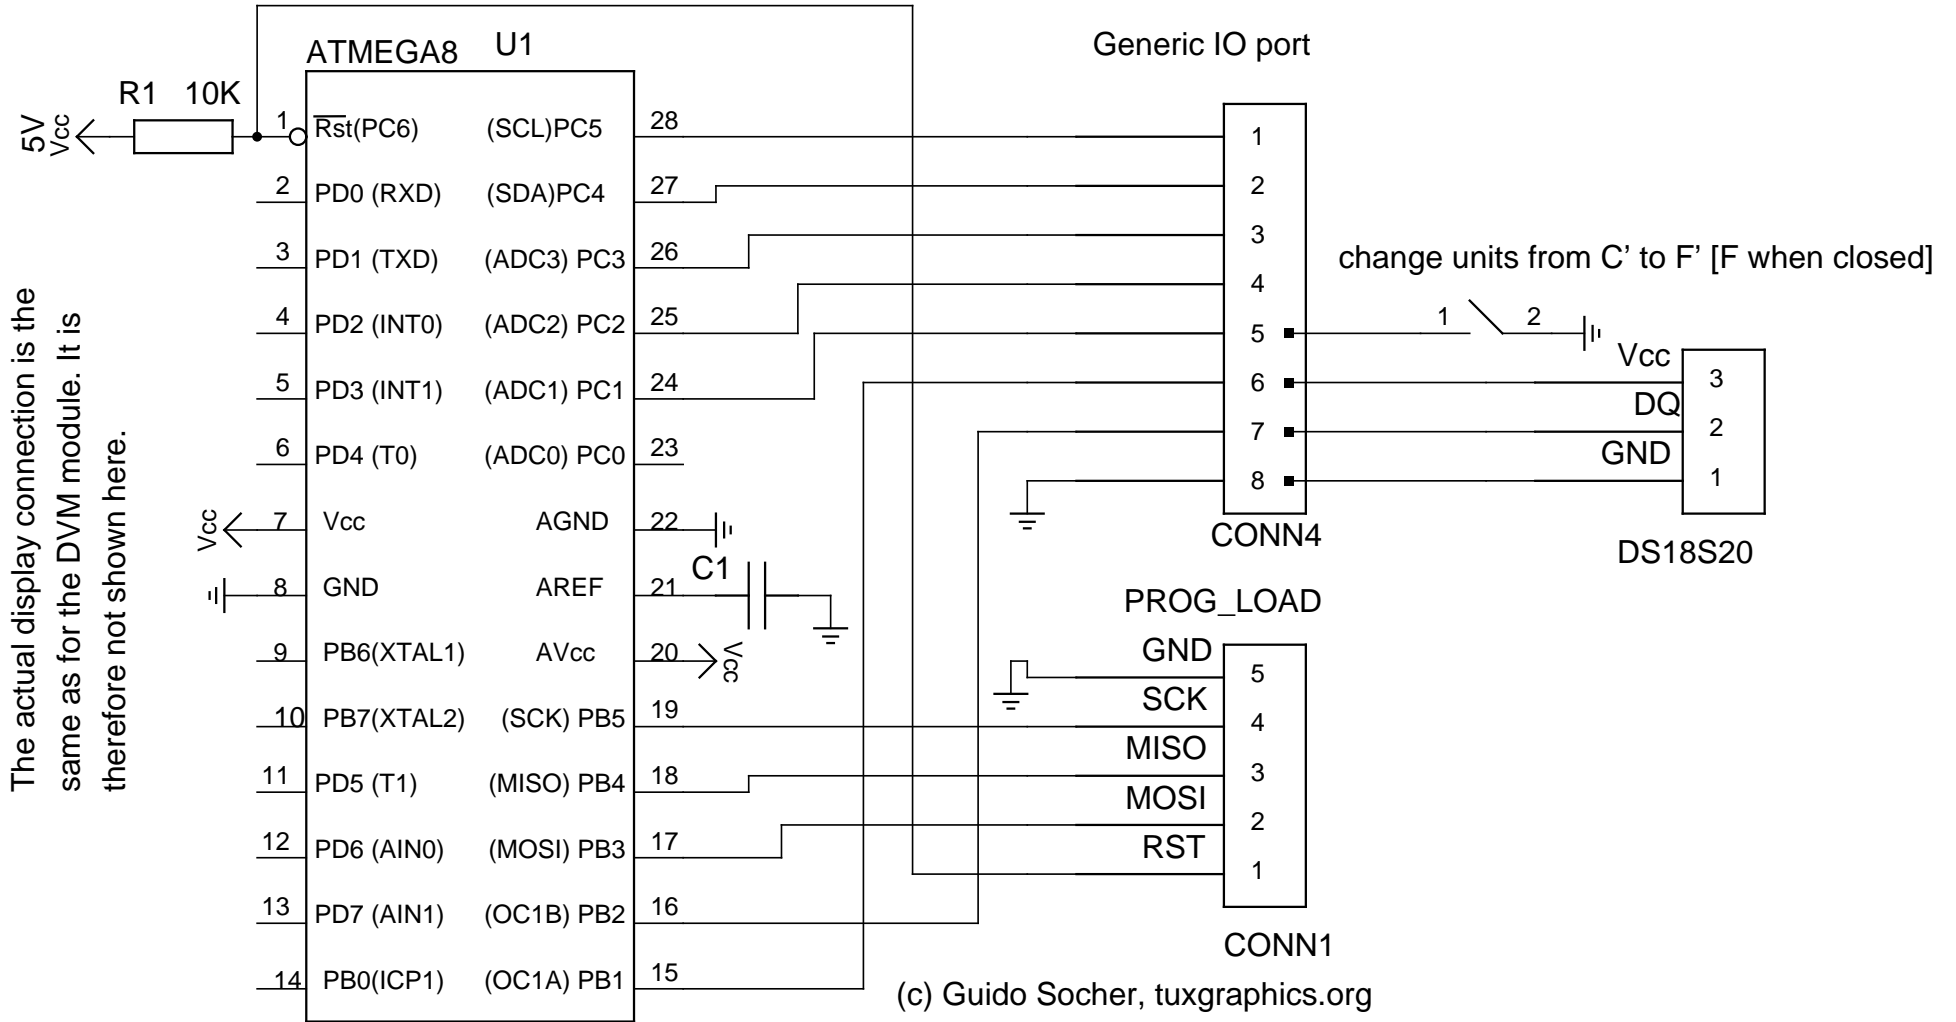 ATMEGA8 U1
Generic IO port
R1 10K
5V
Vcc
1 Rst(PC6) (SCL)PC5 28
2 PD0 (RXD) (SDA)PC4 27
3 PD1 (TXD) (ADC3) PC3 26
4 PD2 (INT0) (ADC2) PC2 25
5 PD3 (INT1) (ADC1) PC1 24
6 PD4 (T0) (ADC0) PC0 23
Vcc 7 Vcc AGND 22
8 GND AREF 21
C1
9 PB6(XTAL1) AVcc 20 Vcc
10 PB7(XTAL2) (SCK) PB5 19
11 PD5 (T1) (MISO) PB4 18
12 PD6 (AIN0) (MOSI) PB3 17
13 PD7 (AIN1) (OC1B) PB2 16
14 PB0(ICP1) (OC1A) PB1 15
The actual display connection is the
same as for the DVM module. It is
therefore not shown here.
1
2
3
4
5
6
7
8
CONN4
change units from C' to F' [F when closed]
1 2
Vcc 3
DQ 2
GND 1
DS18S20
PROG_LOAD
GND 5
SCK 4
MISO 3
MOSI 2
RST 1
CONN1
(c) Guido Socher, tuxgraphics.org